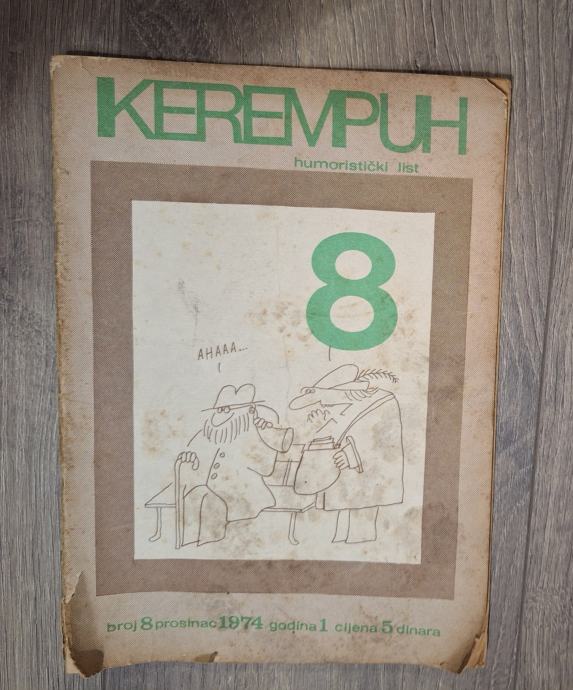 KEREMPUH
humoristički list
8
AHAAA...
broj 8 prosinac 1974 godina 1 cijena 5 dinara